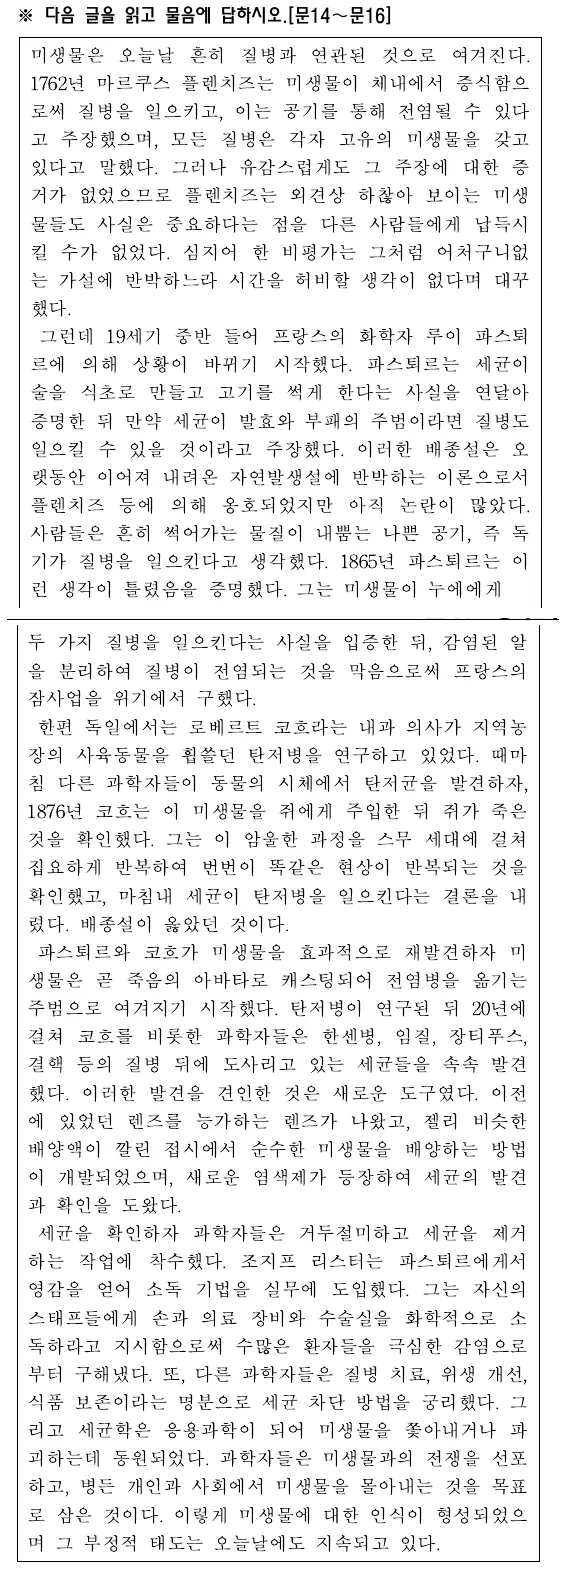 ※ 다음 글을 읽고 물음에 답하시오.[문14～문16]
미생물은 오늘날 흔히 질병과 연관된 것으로 여겨진다.
1762년 마르쿠스 플렌치즈는 미생물이 체내에서 증식함으
로써 질병을 일으키고, 이는 공기를 통해 전염될 수 있다
고 주장했으며, 모든 질병은 각자 고유의 미생물을 갖고
있다고 말했다. 그러나 유감스럽게도 그 주장에 대한 증
거가 없었으므로 플렌치즈는 외견상 하찮아 보이는 미생
물들도 사실은 중요하다는 점을 다른 사람들에게 납득시
킬 수가 없었다. 심지어 한 비평가는 그처럼 어처구니없
는 가설에 반박하느라 시간을 허비할 생각이 없다며 대꾸
했다.
그런데 19세기 중반 들어 프랑스의 화학자 루이 파스퇴
르에 의해 상황이 바뀌기 시작했다. 파스퇴르는 세균이
술을 식초로 만들고 고기를 썩게 한다는 사실을 연달아
증명한 뒤 만약 세균이 발효와 부패의 주범이라면 질병도
일으킬 수 있을 것이라고 주장했다. 이러한 배종설은 오
랫동안 이어져 내려온 자연발생설에 반박하는 이론으로서
플렌치즈 등에 의해 옹호되었지만 아직 논란이 많았다.
사람들은 흔히 썩어가는 물질이 내뿜는 나쁜 공기, 즉 독
기가 질병을 일으킨다고 생각했다. 1865년 파스퇴르는 이
런 생각이 틀렸음을 증명했다. 그는 미생물이 누에에게
두 가지 질병을 일으킨다는 사실을 입증한 뒤, 감염된 알
을 분리하여 질병이 전염되는 것을 막음으로써 프랑스의
잠사업을 위기에서 구했다.
한편 독일에서는 로베르트 코흐라는 내과 의사가 지역농
장의 사육동물을 휩쓸던 탄저병을 연구하고 있었다. 때마
침 다른 과학자들이 동물의 시체에서 탄저균을 발견하자,
1876년 코흐는 이 미생물을 쥐에게 주입한 뒤 쥐가 죽은
것을 확인했다. 그는 이 암울한 과정을 스무 세대에 걸쳐
집요하게 반복하여 번번이 똑같은 현상이 반복되는 것을
확인했고, 마침내 세균이 탄저병을 일으킨다는 결론을 내
렸다. 배종설이 옳았던 것이다.
파스퇴르와 코흐가 미생물을 효과적으로 재발견하자 미
생물은 곧 죽음의 아바타로 캐스팅되어 전염병을 옮기는
주범으로 여겨지기 시작했다. 탄저병이 연구된 뒤 20년에
걸쳐 코흐를 비롯한 과학자들은 한센병, 임질, 장티푸스,
결핵 등의 질병 뒤에 도사리고 있는 세균들을 속속 발견
했다. 이러한 발견을 견인한 것은 새로운 도구였다. 이전
에 있었던 렌즈를 능가하는 렌즈가 나왔고, 젤리 비슷한
배양액이 깔린 접시에서 순수한 미생물을 배양하는 방법
이 개발되었으며, 새로운 염색제가 등장하여 세균의 발견
과 확인을 도왔다.
세균을 확인하자 과학자들은 거두절미하고 세균을 제거
하는 작업에 착수했다. 조지프 리스터는 파스퇴르에게서
영감을 얻어 소독 기법을 실무에 도입했다. 그는 자신의
스태프들에게 손과 의료 장비와 수술실을 화학적으로 소
독하라고 지시함으로써 수많은 환자들을 극심한 감염으로
부터 구해냈다. 또, 다른 과학자들은 질병 치료, 위생 개선,
식품 보존이라는 명분으로 세균 차단 방법을 궁리했다. 그
리고 세균학은 응용과학이 되어 미생물을 쫓아내거나 파
괴하는데 동원되었다. 과학자들은 미생물과의 전쟁을 선포
하고, 병든 개인과 사회에서 미생물을 몰아내는 것을 목표
로 삼은 것이다. 이렇게 미생물에 대한 인식이 형성되었으
며 그 부정적 태도는 오늘날에도 지속되고 있다.